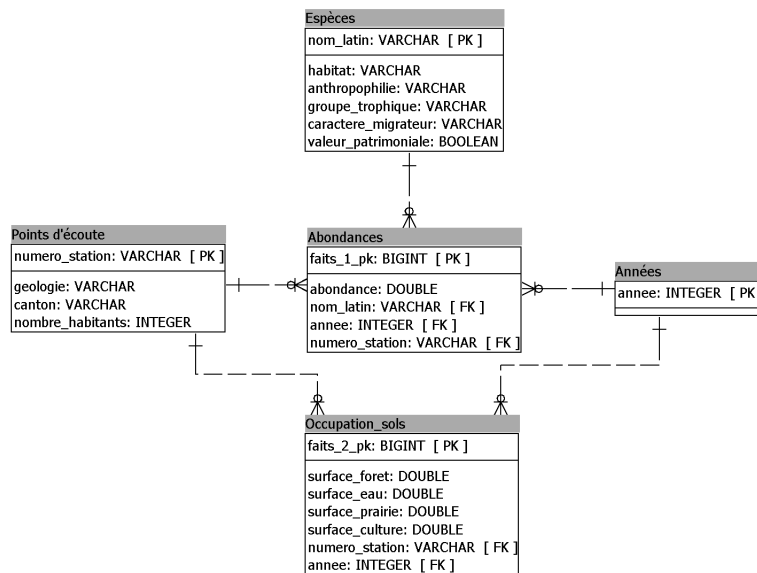 Espèces
nom_latin: VARCHAR [ PK ]
habitat: VARCHAR
anthropophilie: VARCHAR
groupe_trophique: VARCHAR
caractere_migrateur: VARCHAR
valeur_patrimoniale: BOOLEAN
Points d'écoute
numero_station: VARCHAR [ PK ]
geologie: VARCHAR
canton: VARCHAR
nombre_habitants: INTEGER
Abondances
faits_1_pk: BIGINT [ PK ]
abondance: DOUBLE
nom_latin: VARCHAR [ FK ]
annee: INTEGER [ FK ]
numero_station: VARCHAR [ FK ]
Années
annee: INTEGER [ PK
Occupation_sols
faits_2_pk: BIGINT [ PK ]
surface_foret: DOUBLE
surface_eau: DOUBLE
surface_prairie: DOUBLE
surface_culture: DOUBLE
numero_station: VARCHAR [ FK ]
annee: INTEGER [ FK ]